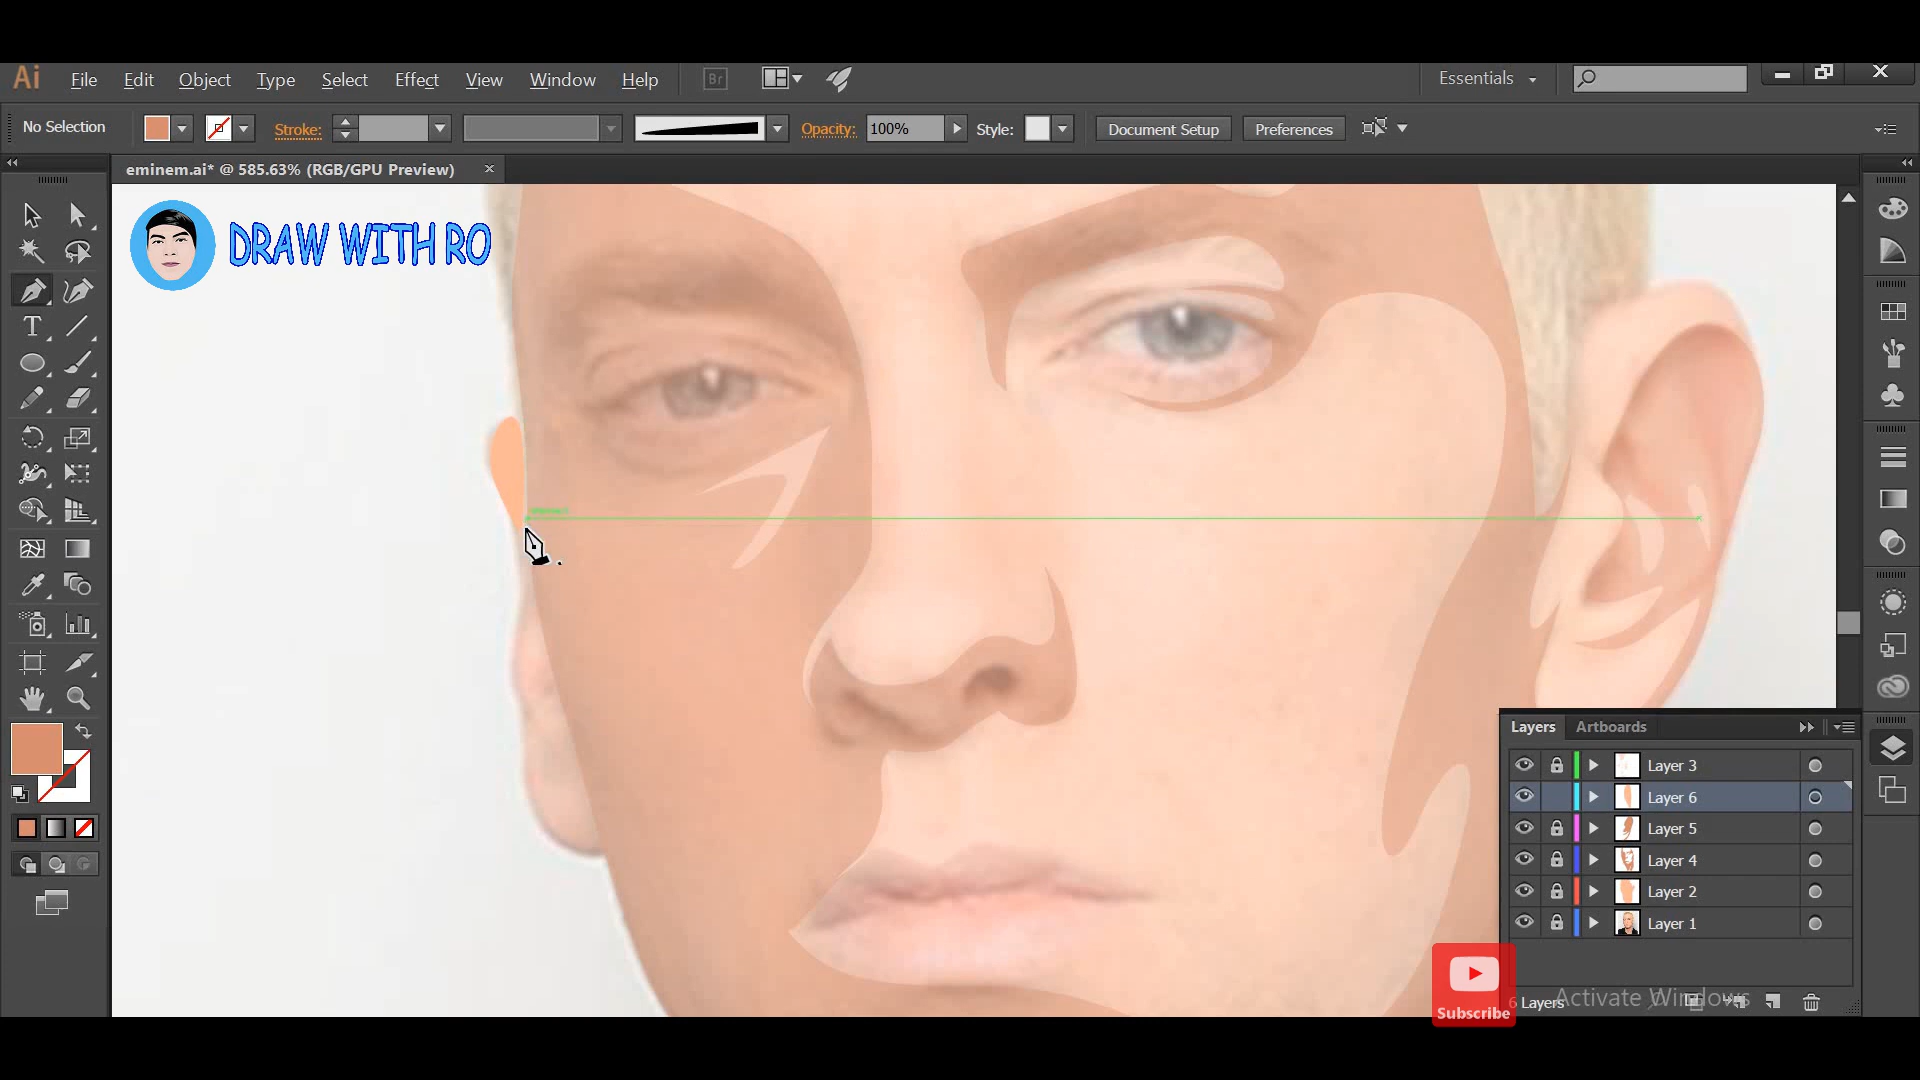 Ai File Edit Object Type Select Effect View Window Help Br Essentials
No Selection Stroke: Opacity: 100% Style: Document Setup Preferences
eminem.ai* @ 585.63% (RGB/GPU Preview)
DRAW WITH RO
Layers Artboards
Layer 3
Layer 6
Layer 5
Layer 4
Layer 2
Layer 1
6 Layers
Activate Windows
Subscribe